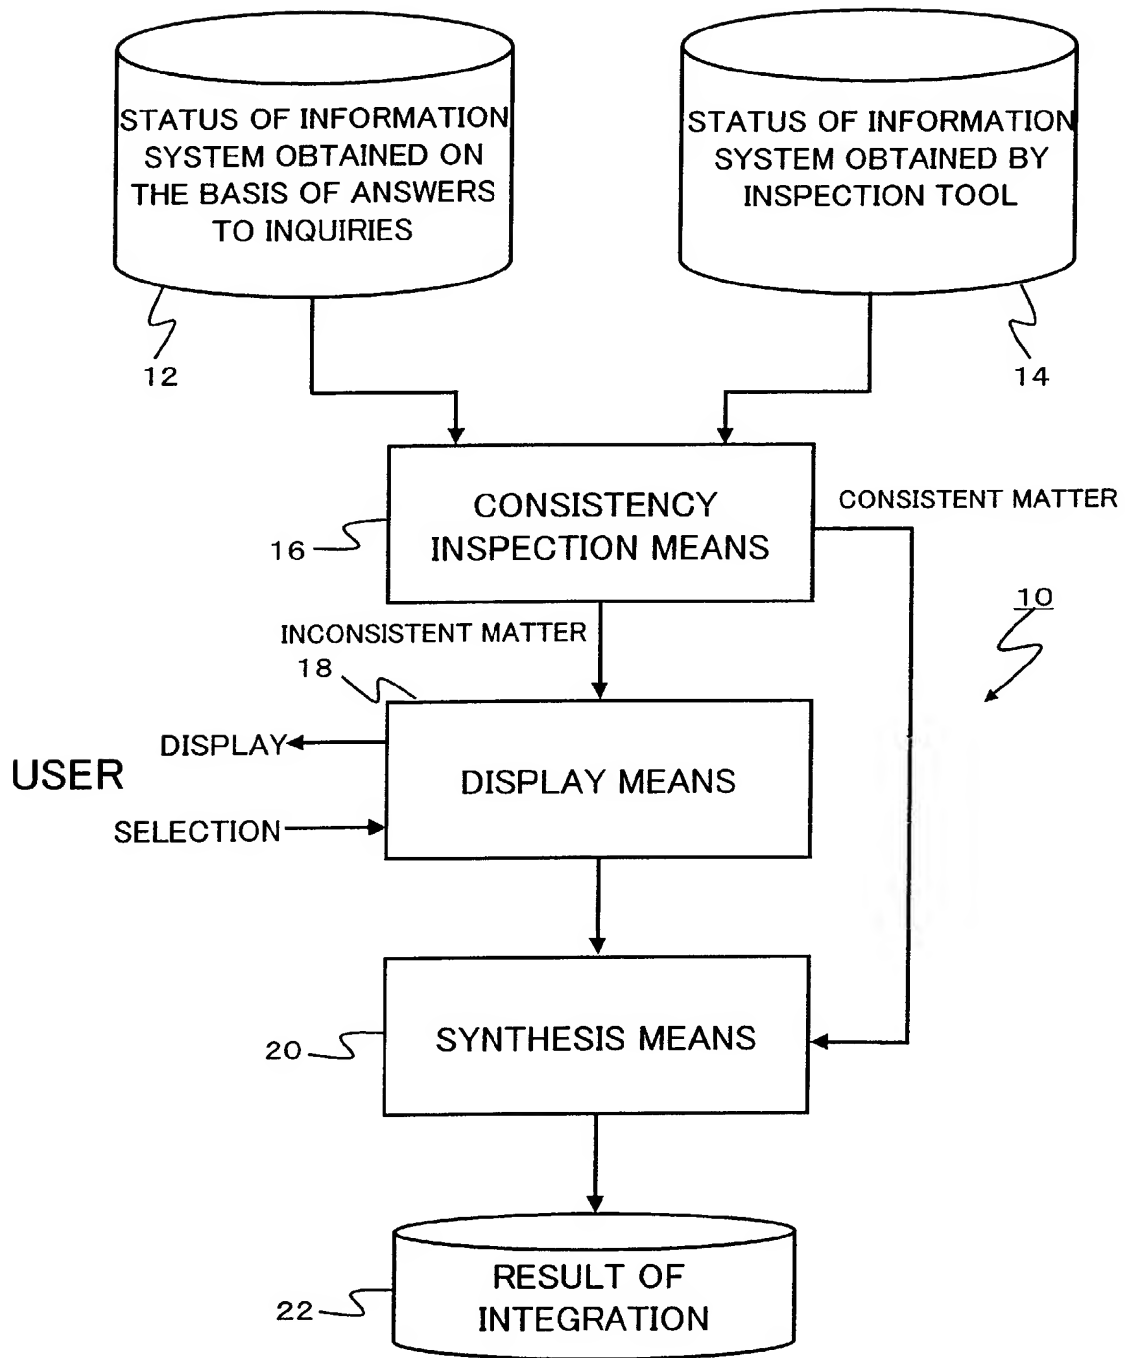 STATUS OF INFORMATION
SYSTEM OBTAINED ON
THE BASIS OF ANSWERS
TO INQUIRIES
STATUS OF INFORMATION
SYSTEM OBTAINED BY
INSPECTION TOOL
12
14
CONSISTENCY
INSPECTION MEANS
CONSISTENT MATTER
16
10
INCONSISTENT MATTER
18
DISPLAY
USER
DISPLAY MEANS
SELECTION
SYNTHESIS MEANS
20
RESULT OF
INTEGRATION
22